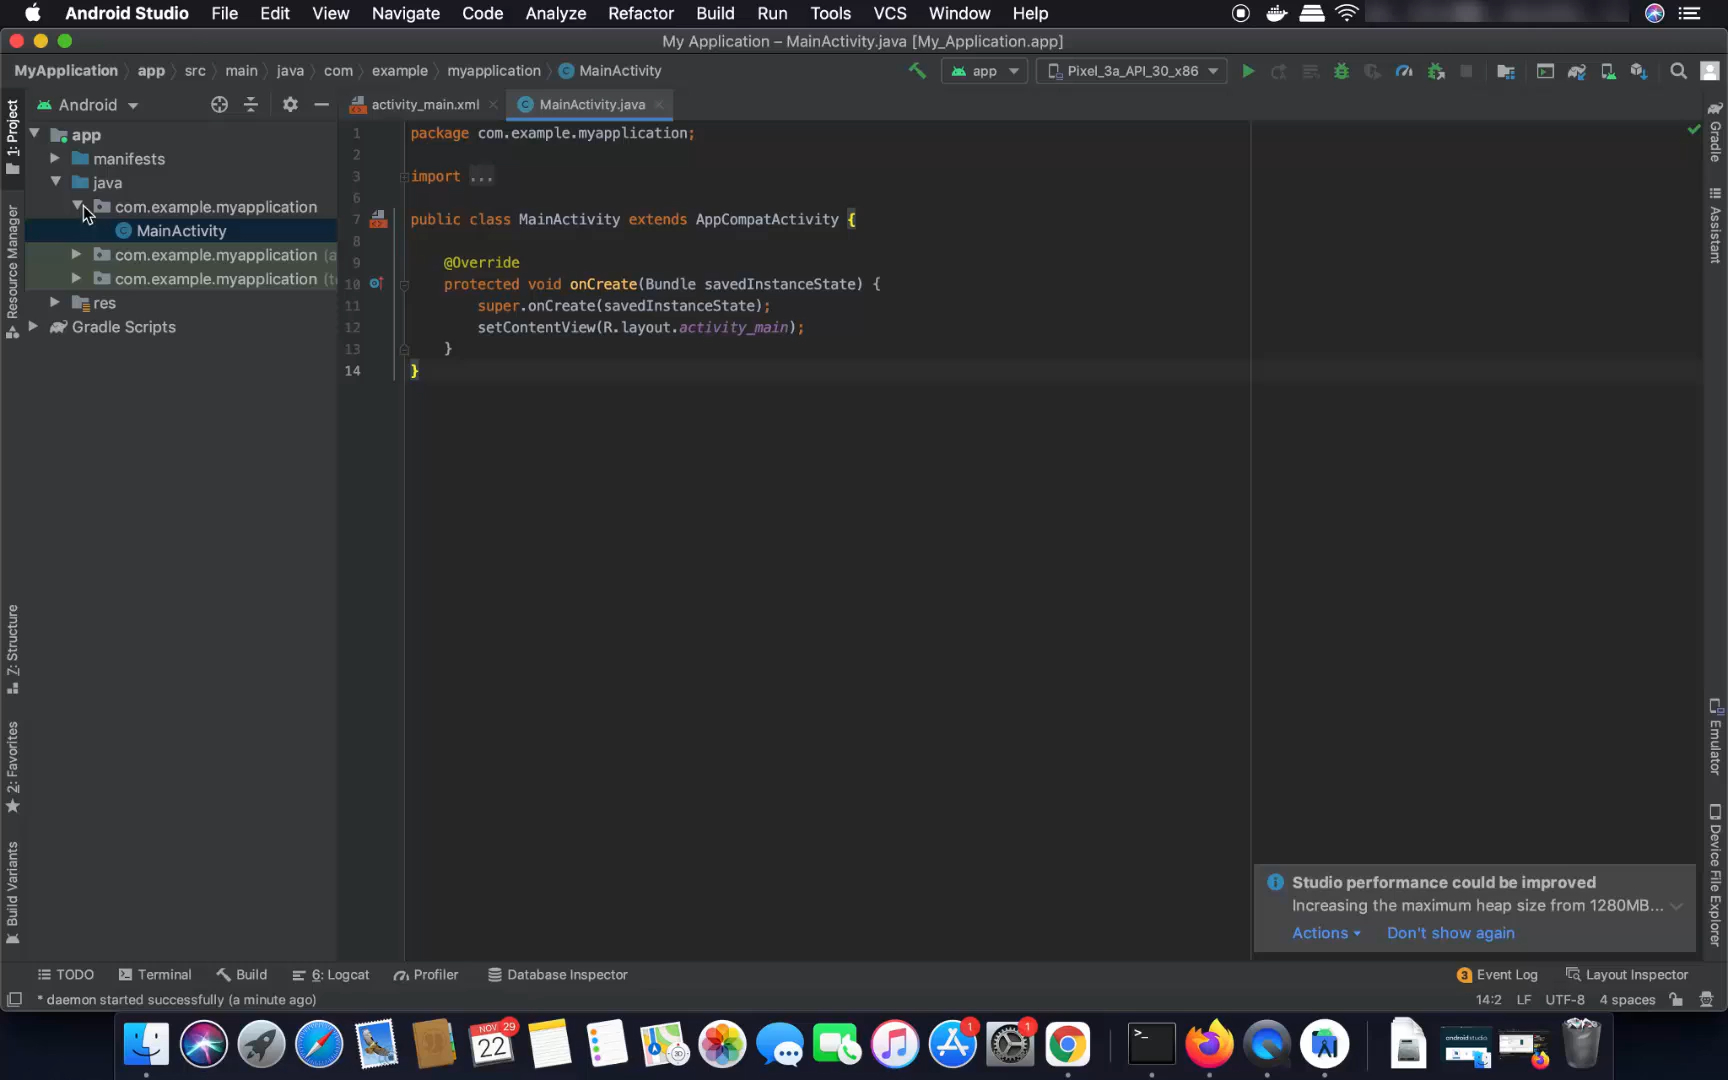 Android Studio File Edit View Navigate Code Analyze Refactor Build Run Tools VCS Window Help
My Application – MainActivity.java [My_Application.app]
MyApplication app src main java com example myapplication MainActivity app Pixel_3a_API_30_x86
Android activity_main.xml MainActivity.java
1: Project
Resource Manager
Z: Structure
2: Favorites
Build Variants
app
manifests
java
com.example.myapplication
MainActivity
com.example.myapplication
com.example.myapplication
res
Gradle Scripts
1 package com.example.myapplication;
2
3 import ...
6
7 public class MainActivity extends AppCompatActivity {
8
9 @Override
10 protected void onCreate(Bundle savedInstanceState) {
11 super.onCreate(savedInstanceState);
12 setContentView(R.layout.activity_main);
13 }
14 }
Gradle
Assistant
Emulator
Device File Explorer
Studio performance could be improved
Increasing the maximum heap size from 1280MB...
Actions Don't show again
TODO Terminal Build 6: Logcat Profiler Database Inspector 3 Event Log Layout Inspector
* daemon started successfully (a minute ago) 14:2 LF UTF-8 4 spaces
NOV 29
22
3D
1
1
>_
androidstudio